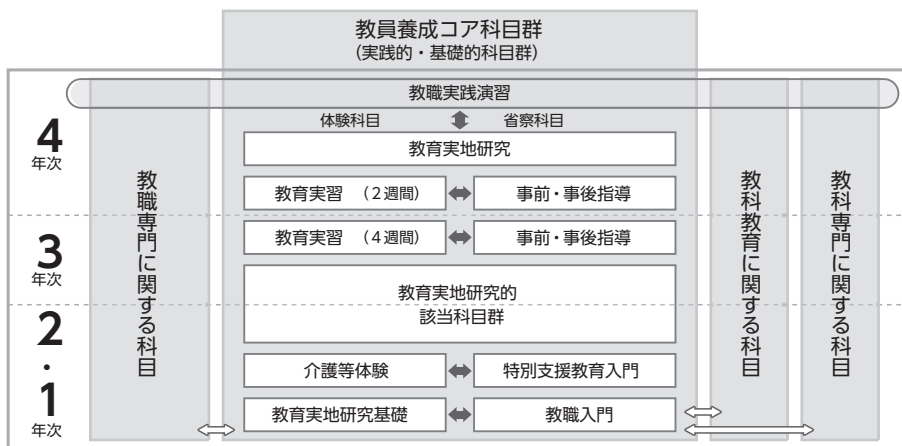 教員養成コア科目群
(実践的・基礎的科目群)
教職実践演習
体験科目
省察科目
4
年次
教育実地研究
教育実習 (2週間)
事前・事後指導
3
年次
教育実習 (4週間)
事前・事後指導
教育実地研究的
該当科目群
2
・
1
年次
介護等体験
特別支援教育入門
教育実地研究基礎
教職入門
教職専門に関する科目
教科教育に関する科目
教科専門に関する科目